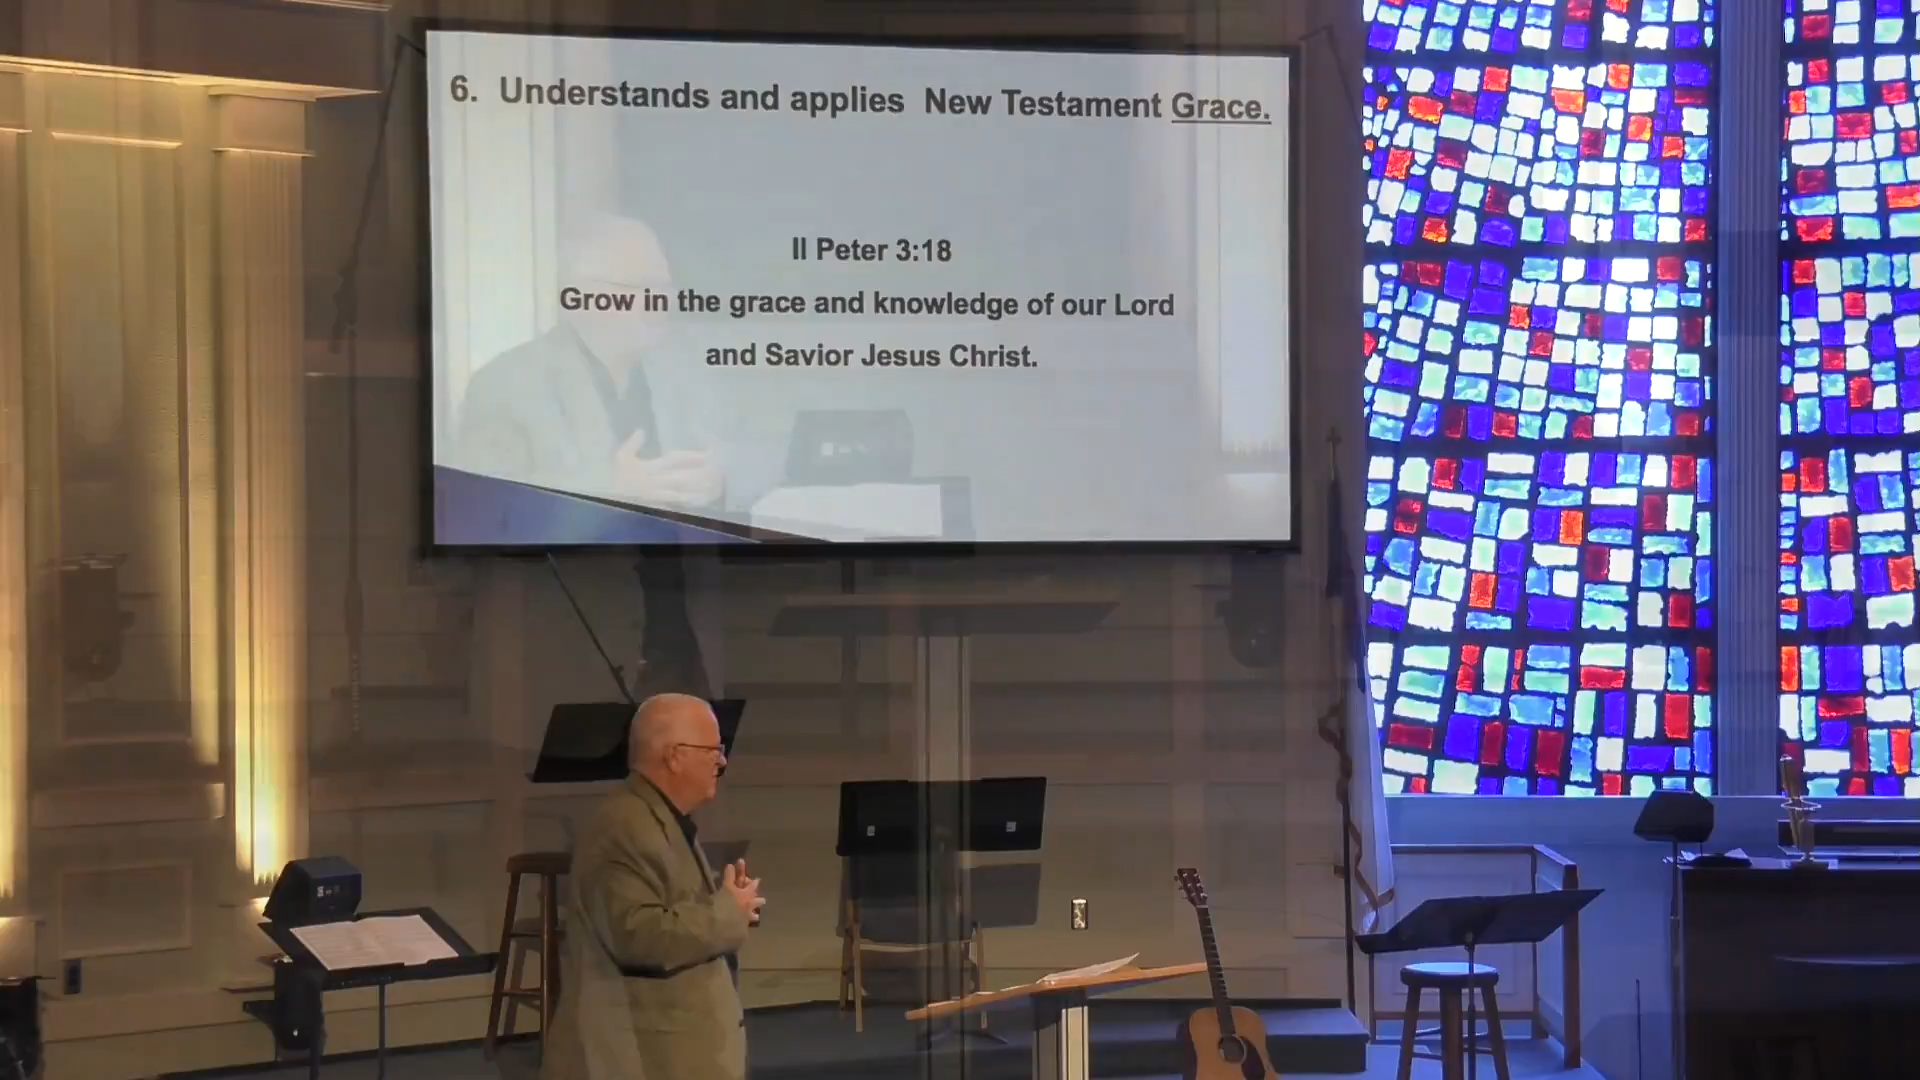 6. Understands and applies New Testament Grace.
II Peter 3:18
Grow in the grace and knowledge of our Lord
and Savior Jesus Christ.